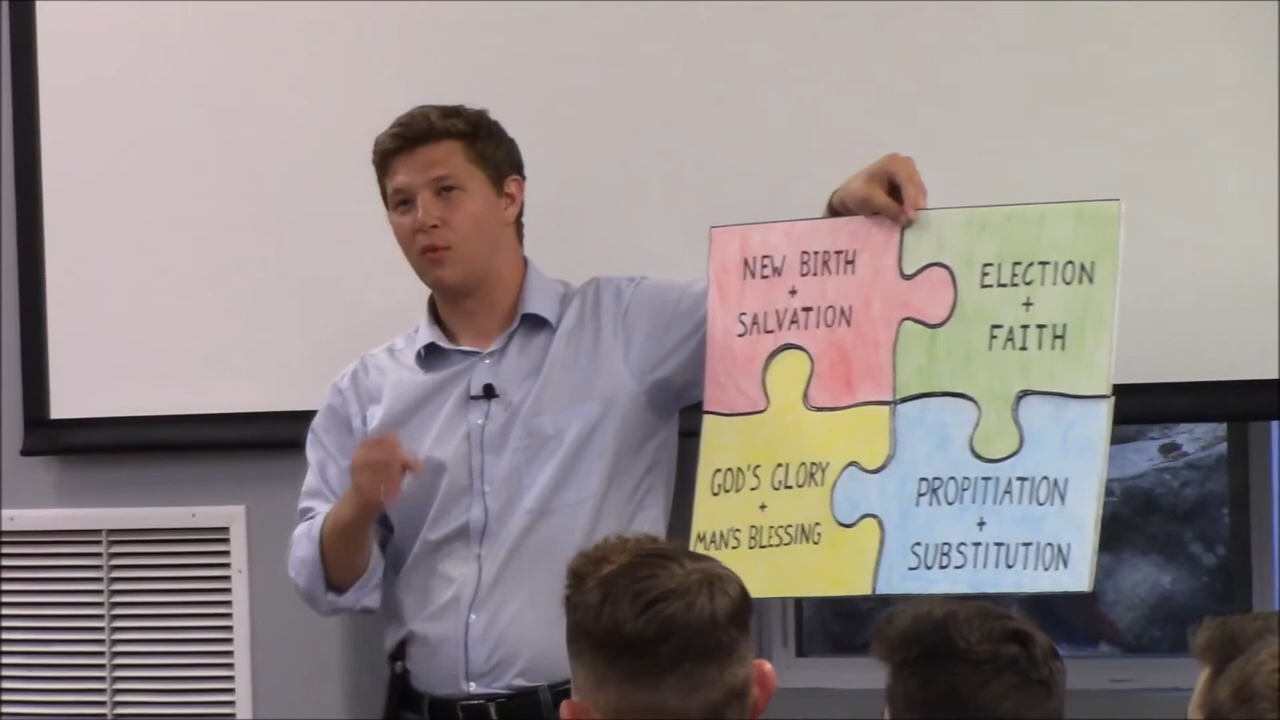 NEW BIRTH
+
SALVATION
ELECTION
+
FAITH
GOD'S GLORY
+
MAN'S BLESSING
PROPITIATION
+
SUBSTITUTION